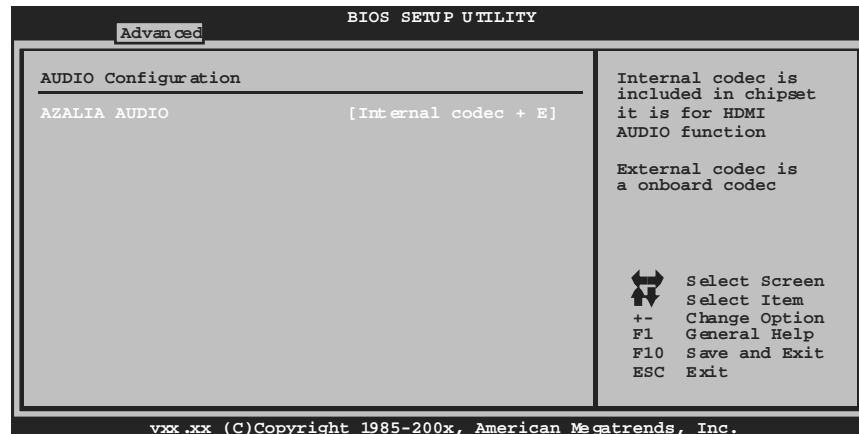 BIOS SETUP UTILITY
Advanced
AUDIO Configuration
AZALIA AUDIO [Internal codec + E]
Internal codec is
included in chipset
it is for HDMI
AUDIO function
External codec is
a onboard codec
Select Screen
Select Item
+- Change Option
F1 General Help
F10 Save and Exit
ESC Exit
vxx.xx (C)Copyright 1985-200x, American Megatrends, Inc.